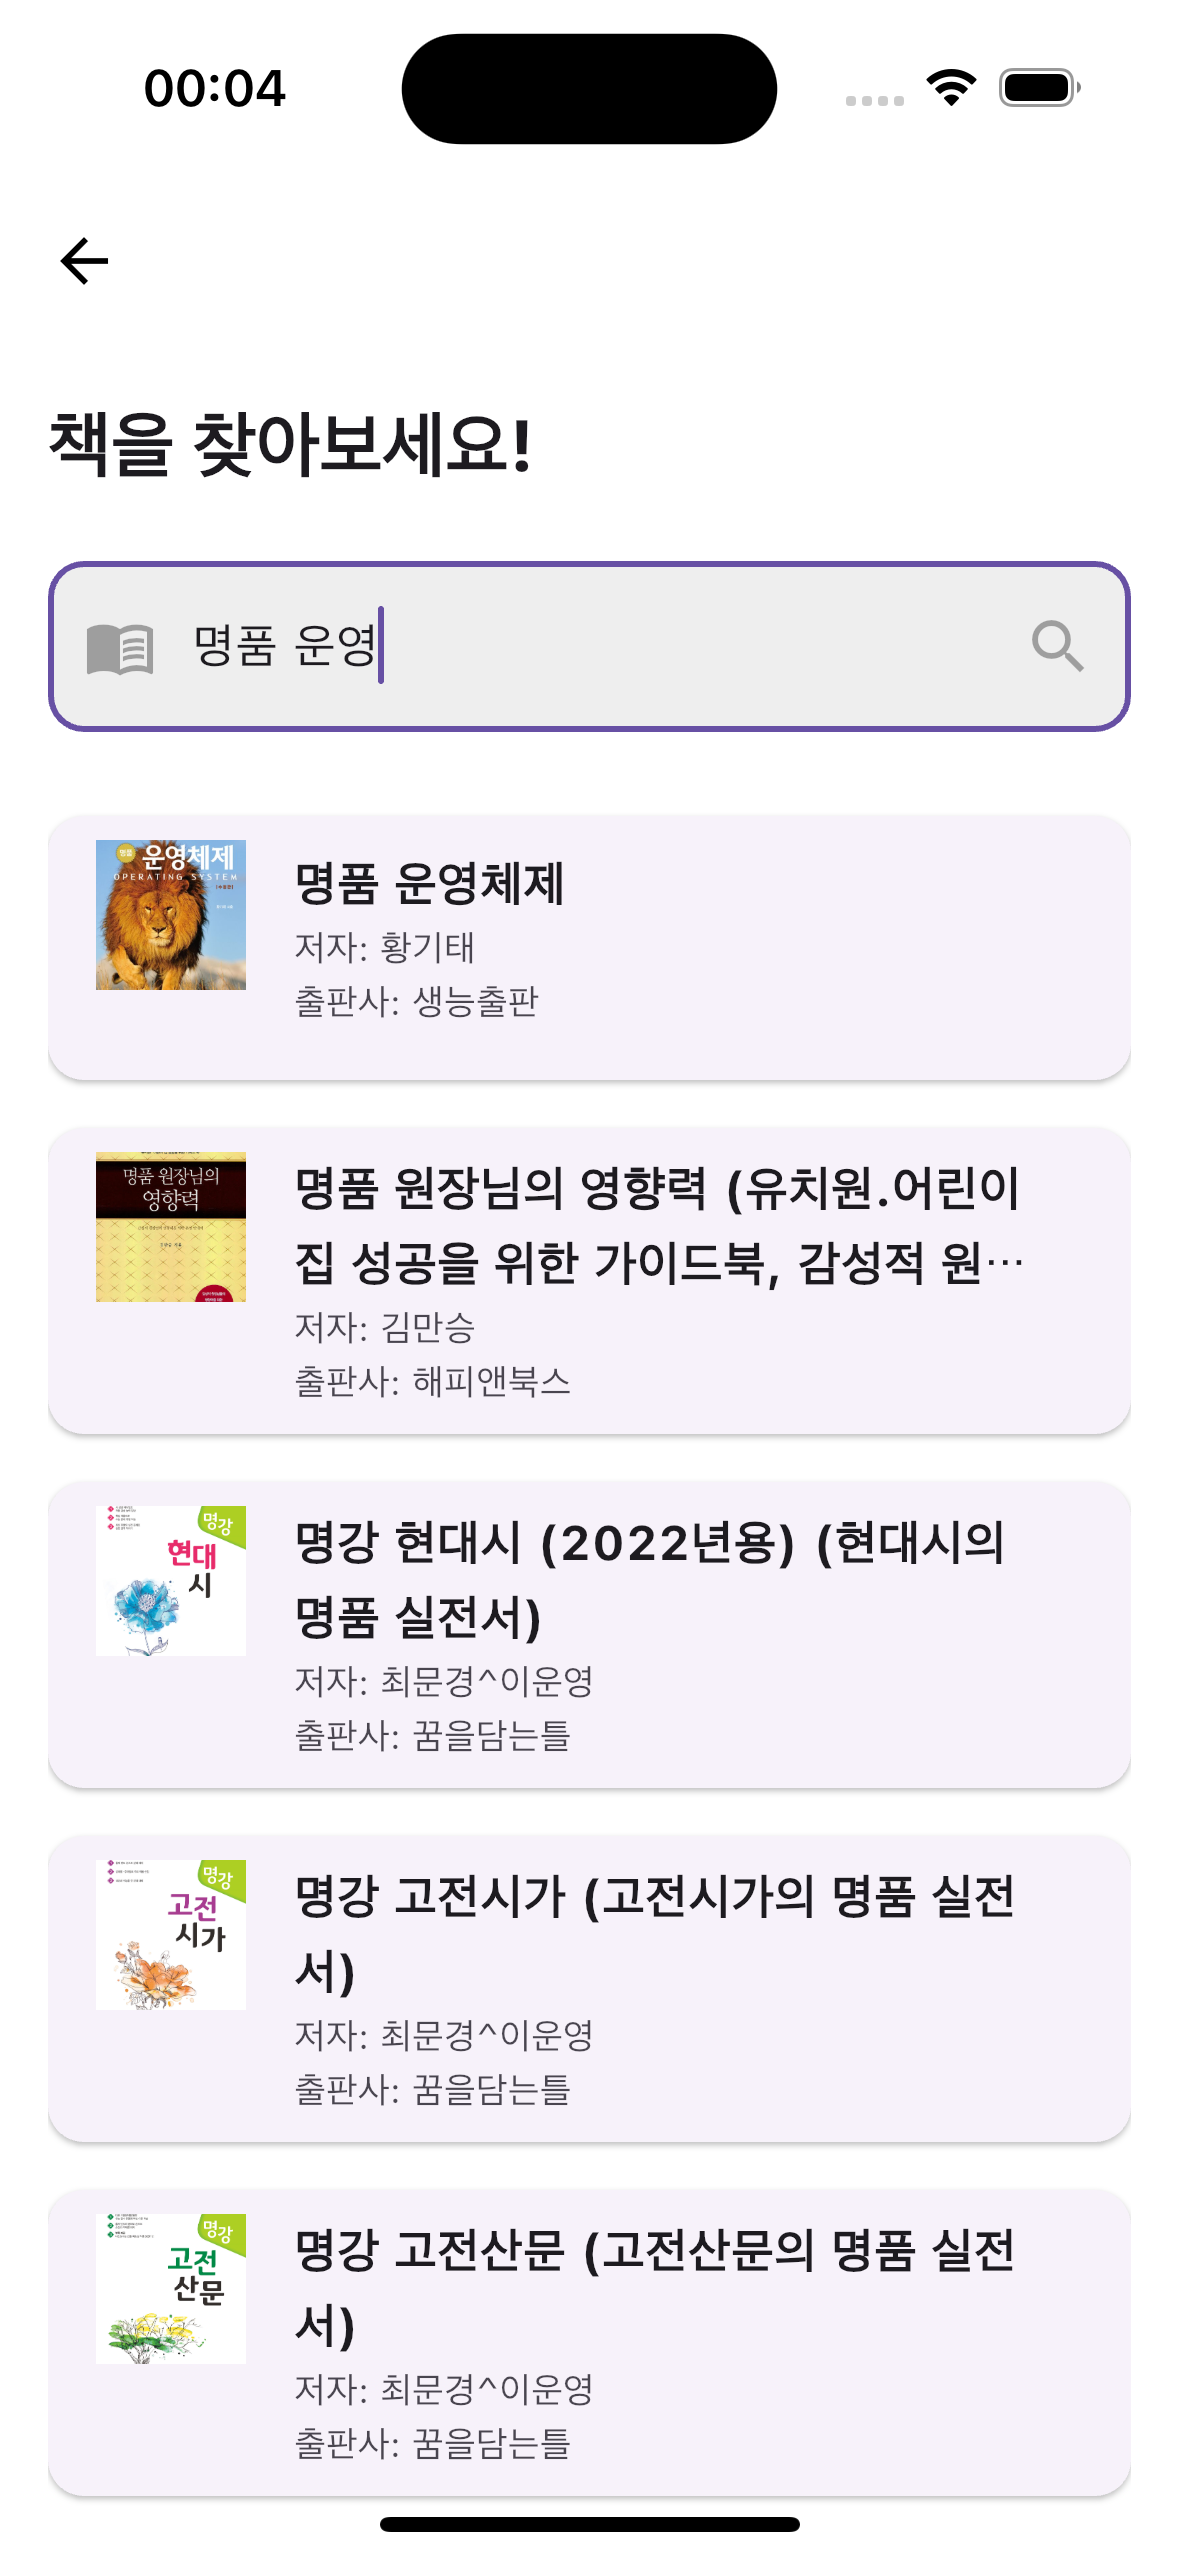 00:04
책을 찾아보세요!
명품 운영
명품 운영체제
OPERATING SYSTEM
명품 운영체제
저자: 황기태
출판사: 생능출판
명품 원장님의
영향력
명품 원장님의 영향력 (유치원.어린이
집 성공을 위한 가이드북, 감성적 원…
저자: 김만승
출판사: 해피앤북스
명강
현대
시
명강 현대시 (2022년용) (현대시의
명품 실전서)
저자: 최문경^이운영
출판사: 꿈을담는틀
명강
고전
시가
명강 고전시가 (고전시가의 명품 실전
서)
저자: 최문경^이운영
출판사: 꿈을담는틀
명강
고전
산문
명강 고전산문 (고전산문의 명품 실전
서)
저자: 최문경^이운영
출판사: 꿈을담는틀